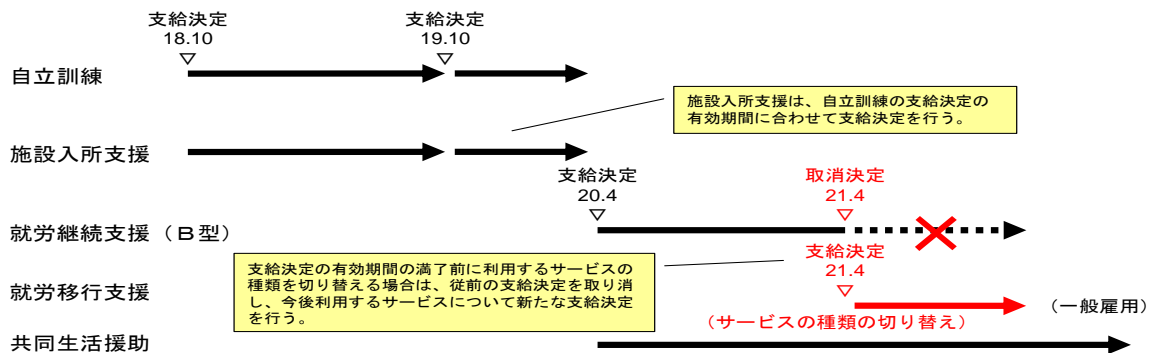 支給決定
18.10
支給決定
19.10
自立訓練
施設入所支援は、自立訓練の支給決定の
有効期間に合わせて支給決定を行う。
施設入所支援
支給決定
20.4
取消決定
21.4
就労継続支援（Ｂ型）
支給決定
21.4
支給決定の有効期間の満了前に利用するサービスの
種類を切り替える場合は、従前の支給決定を取り消
し、今後利用するサービスについて新たな支給決定
を行う。
就労移行支援
（一般雇用）
（サービスの種類の切り替え）
共同生活援助